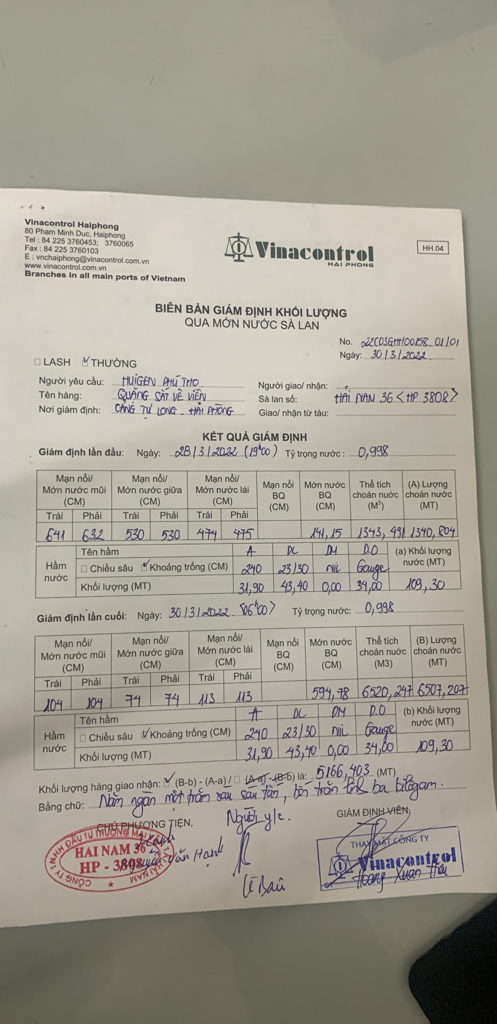 Vinacontrol Haiphong
80 Pham Minh Duc, Haiphong
Tel : 84 225 3760453; 3760065
Fax : 84 225 3760103
E : vnchaiphong@vinacontrol.com.vn
www.vinacontrol.com.vn
Branches in all main ports of Vietnam
Vinacontrol
HAI PHONG
HH.04
BIÊN BẢN GIÁM ĐỊNH KHỐI LƯỢNG
QUA MỚN NƯỚC SÀ LAN
No. 22C03GHH00158_01/01
Ngày: 30/3/2022
LASH THƯỜNG
Người yêu cầu: HUIGEN PHÚ THỌ
Người giao/ nhận:
Tên hàng: QUẶNG SẮT VÊ VIÊN
Sà lan số: HẢI NAM 36 <HP 3808>
Nơi giám định: CẢNG TỰ LONG - HẢI PHÒNG
Giao/ nhận từ tàu:
KẾT QUẢ GIÁM ĐỊNH
Giám định lần đầu: Ngày: 28/3/2022 (19h00) Tỷ trọng nước : 0,998
Mạn nổi/ Mớn nước mũi (CM) Mạn nổi/ Mớn nước giữa (CM) Mạn nổi/ Mớn nước lái (CM) Mạn nổi BQ (CM) Mớn nước BQ (CM) Thể tích choán nước (M³) (A) Lượng choán nước (MT)
Trái Phải Trái Phải Trái Phải
641 632 530 530 474 475 141,15 1343,491 1340,804
Hầm nước Tên hầm A DC DM D.O (a) Khối lượng nước (MT)
Chiều sâu Khoảng trống (CM) 240 23/30 nil Gauge
Khối lượng (MT) 31,90 43,40 0,00 34,00 109,30
Giám định lần cuối: Ngày: 30/3/2022 <06h00> Tỷ trọng nước: 0,998
Mạn nổi/ Mớn nước mũi (CM) Mạn nổi/ Mớn nước giữa (CM) Mạn nổi/ Mớn nước lái (CM) Mạn nổi BQ (CM) Mớn nước BQ (CM) Thể tích choán nước (M3) (B) Lượng choán nước (MT)
Trái Phải Trái Phải Trái Phải
104 104 74 74 113 113 594,78 6520,247 6507,207
Hầm nước Tên hầm A DC DM D.O (b) Khối lượng nước (MT)
Chiều sâu Khoảng trống (CM) 240 23/30 nil Gauge
Khối lượng (MT) 31,90 43,40 0,00 34,00 109,30
Khối lượng hàng giao nhận: (B-b) - (A-a) / (A-a) - (B-b) là: 5166,403 (MT)
Bằng chữ: Năm ngàn một trăm sáu sáu tấn, bốn trăm linh ba kilôgam.
CHỦ PHƯƠNG TIỆN, Người y/c. GIÁM ĐỊNH VIÊN,
HAI NAM 36
HP - 3808
Văn Hạnh
THAY MẶT CÔNG TY
Vinacontrol
Hoàng Xuân